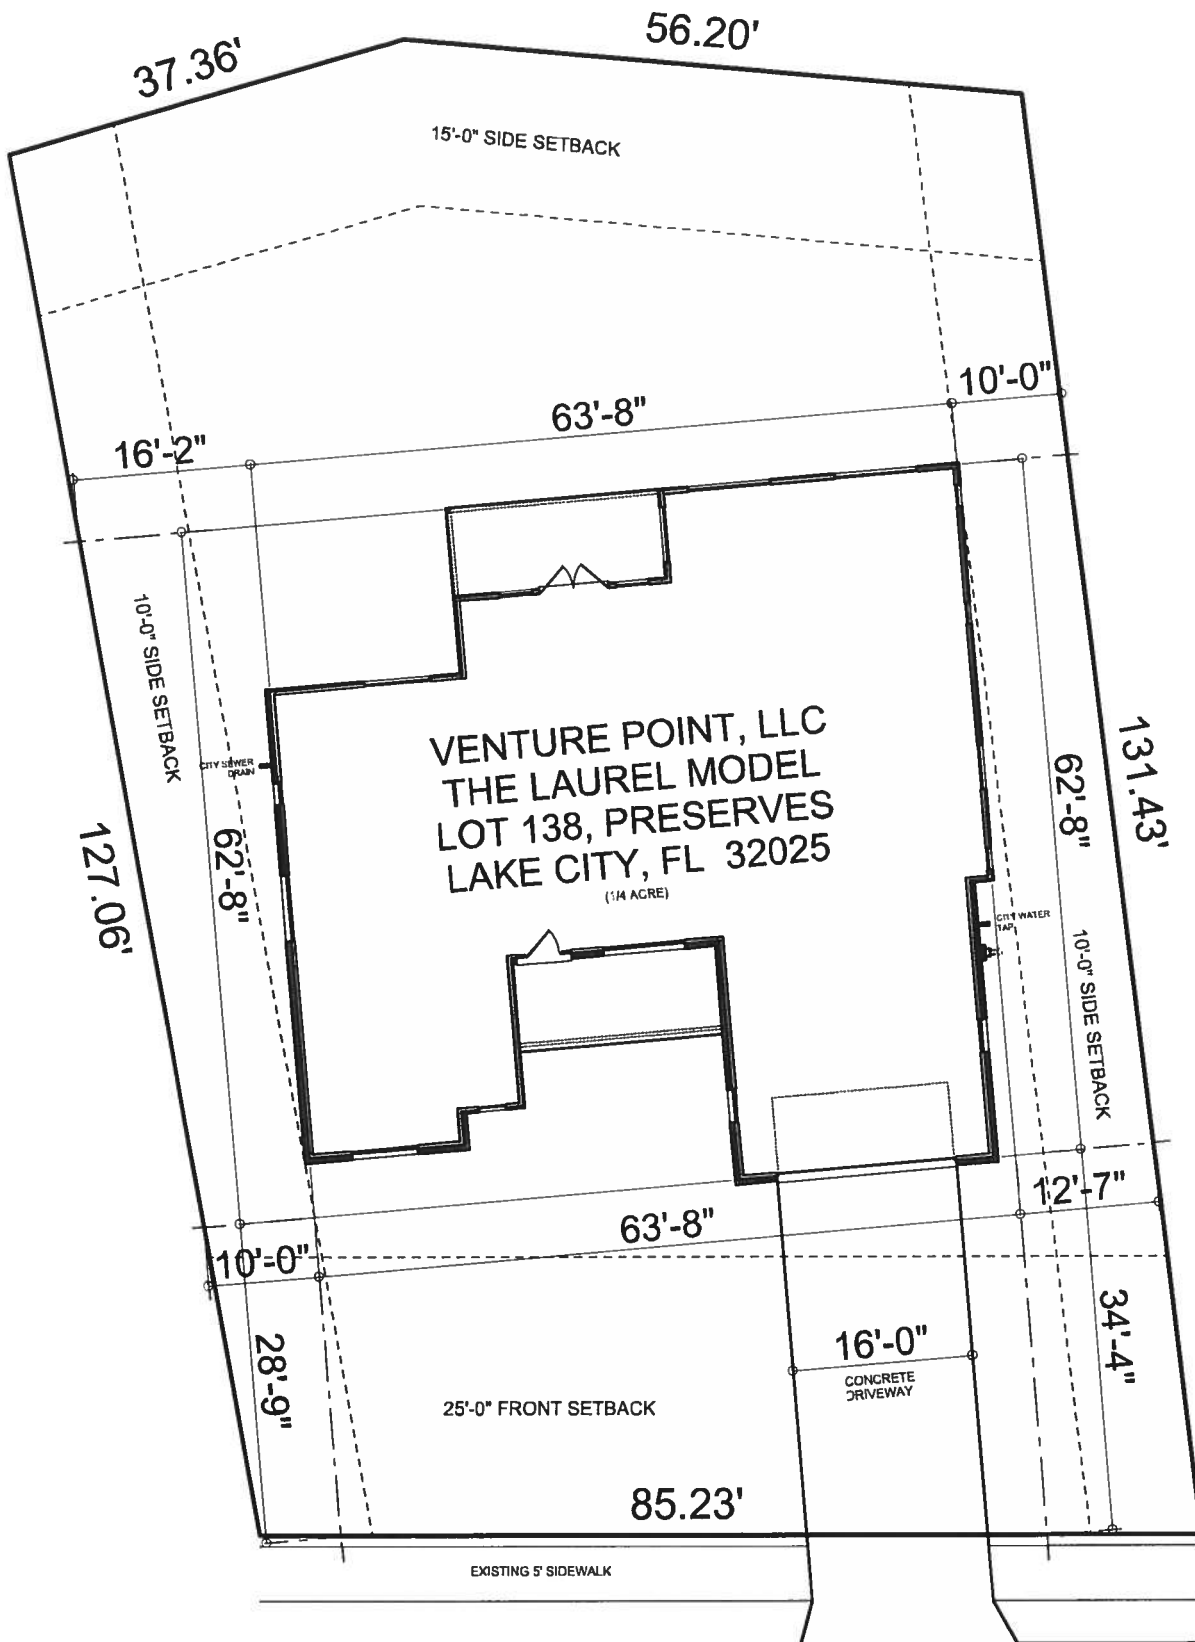 37.36'
56.20'
15'-0" SIDE SETBACK
10'-0"
63'-8"
16'-2"
10'-0" SIDE SETBACK
VENTURE POINT, LLC
THE LAUREL MODEL
LOT 138, PRESERVES
LAKE CITY, FL 32025
(1/4 ACRE)
131.43'
62'-8"
CITY SEWER
DRAIN
127.06'
62'-8"
CITY WATER
TAP
10'-0" SIDE SETBACK
12'-7"
63'-8"
10'-0"
34'-4"
28'-9"
16'-0"
CONCRETE
DRIVEWAY
25'-0" FRONT SETBACK
85.23'
EXISTING 5' SIDEWALK